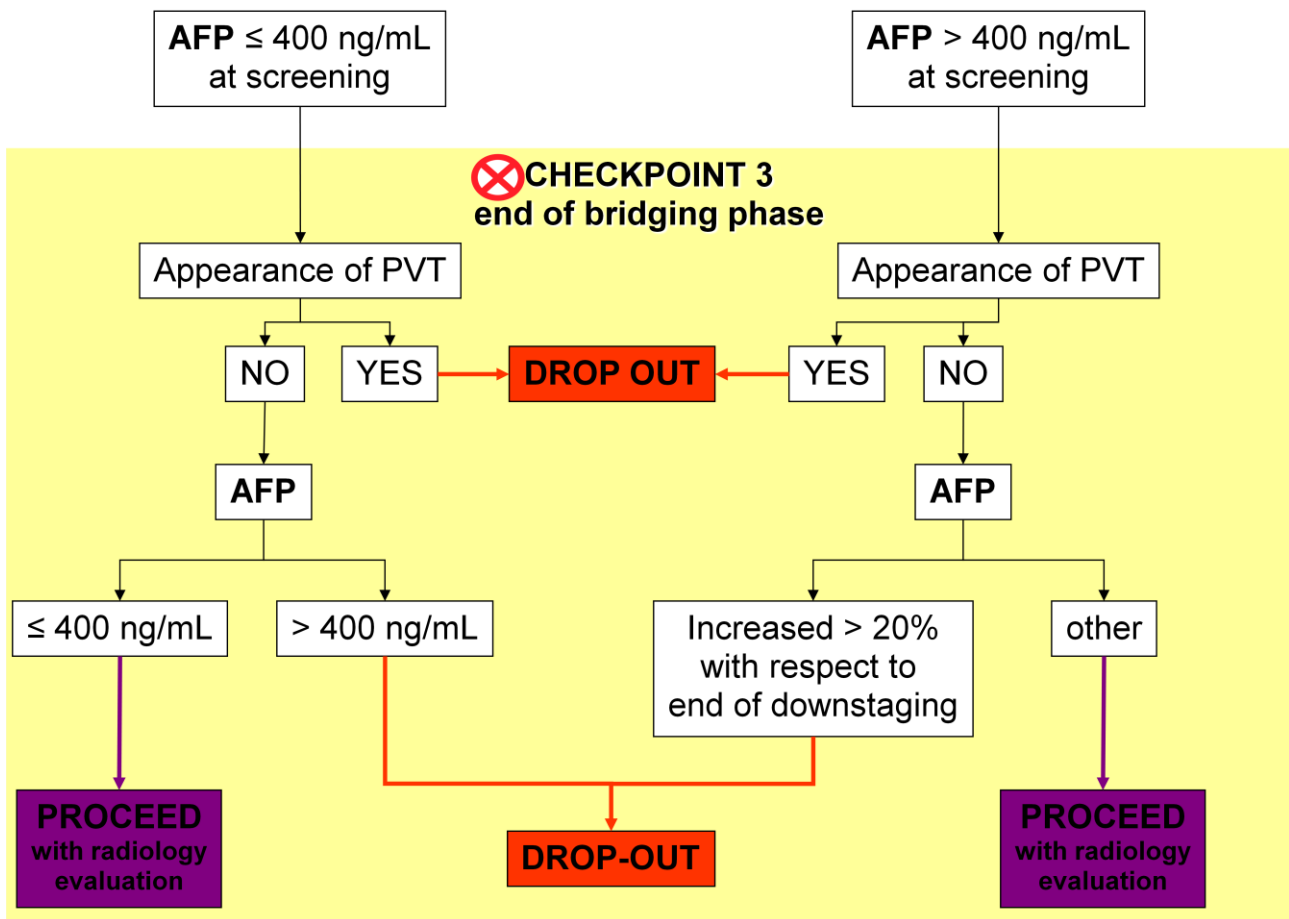 AFP ≤ 400 ng/mL
at screening
AFP > 400 ng/mL
at screening
CHECKPOINT 3
end of bridging phase
Appearance of PVT
Appearance of PVT
NO
YES
DROP OUT
YES
NO
AFP
AFP
≤ 400 ng/mL
> 400 ng/mL
Increased > 20%
with respect to
end of downstaging
other
PROCEED
with radiology
evaluation
DROP-OUT
PROCEED
with radiology
evaluation